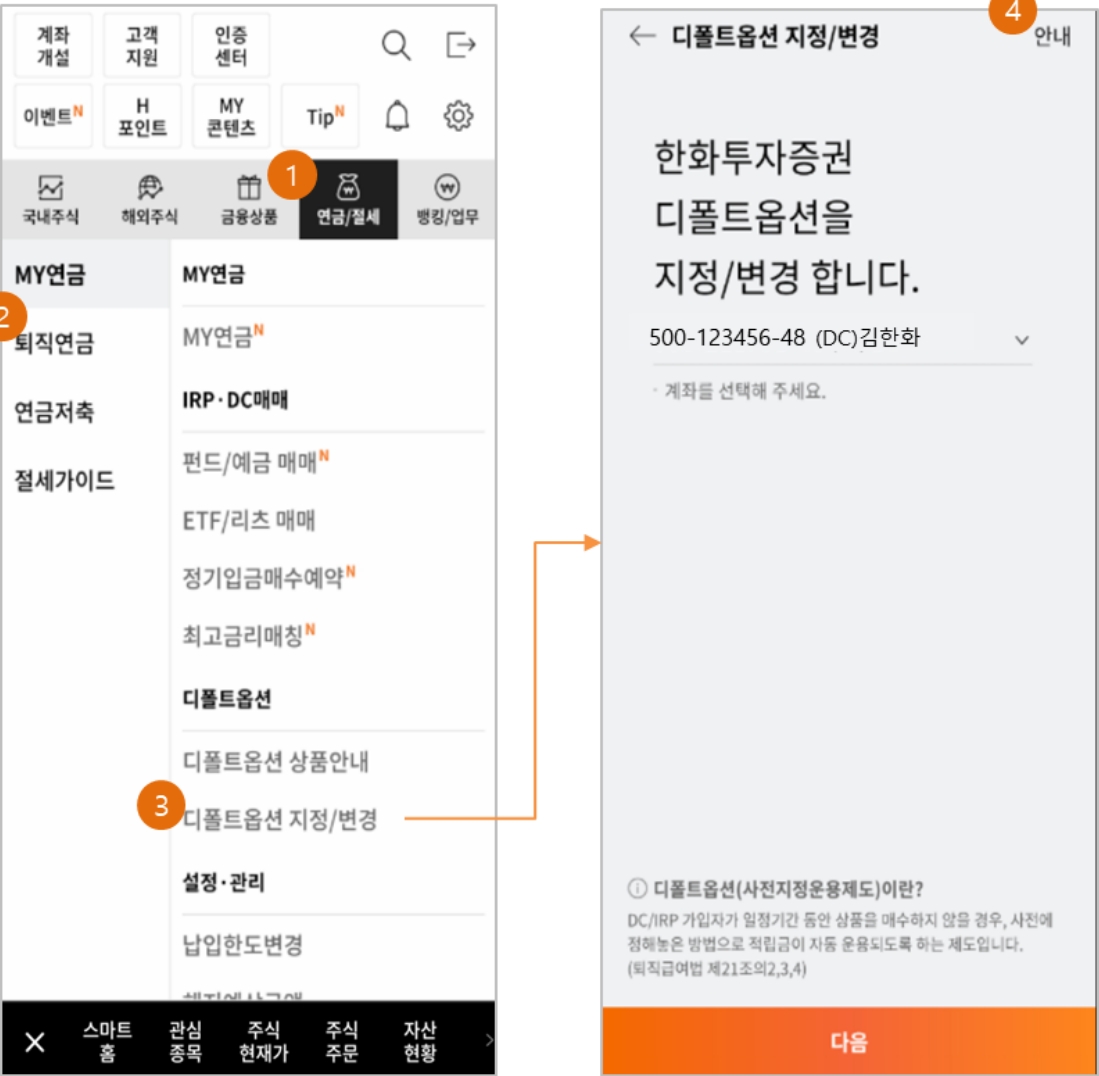 계좌
개설
고객
지원
인증
센터
이벤트N
H
포인트
MY
콘텐츠
TipN
1
국내주식
해외주식
금융상품
연금/절세
뱅킹/업무
MY연금
2
퇴직연금
연금저축
절세가이드
MY연금
MY연금N
IRP·DC매매
펀드/예금 매매N
ETF/리츠 매매
정기입금매수예약N
최고금리매칭N
디폴트옵션
디폴트옵션 상품안내
3
디폴트옵션 지정/변경
설정·관리
납입한도변경
스마트
홈
관심
종목
주식
현재가
주식
주문
자산
현황
4
디폴트옵션 지정/변경
안내
한화투자증권
디폴트옵션을
지정/변경 합니다.
500-123456-48 (DC)김한화
· 계좌를 선택해 주세요.
디폴트옵션(사전지정운용제도)이란?
DC/IRP 가입자가 일정기간 동안 상품을 매수하지 않을 경우, 사전에
정해놓은 방법으로 적립금이 자동 운용되도록 하는 제도입니다.
(퇴직급여법 제21조의2,3,4)
다음